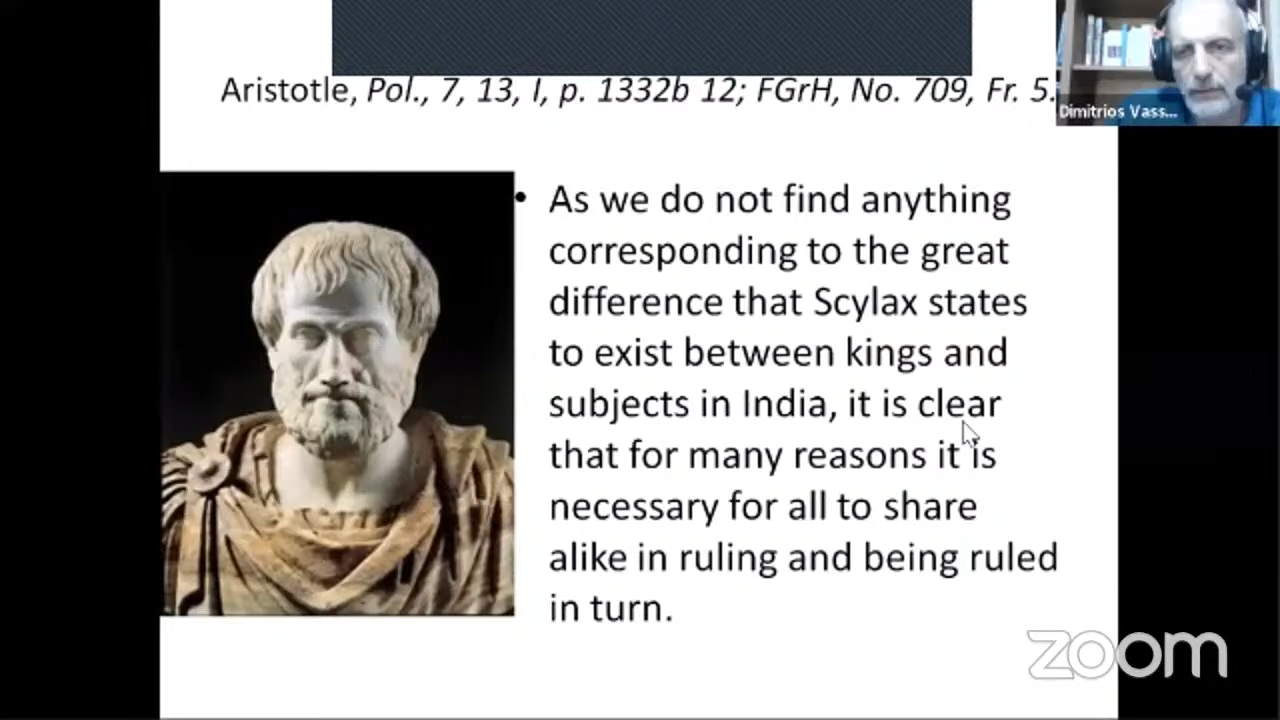 Aristotle, Pol., 7, 13, I, p. 1332b 12; FGrH, No. 709, Fr. 5.
Dimitrios Vass...
• As we do not find anything
corresponding to the great
difference that Scylax states
to exist between kings and
subjects in India, it is clear
that for many reasons it is
necessary for all to share
alike in ruling and being ruled
in turn.
zoom